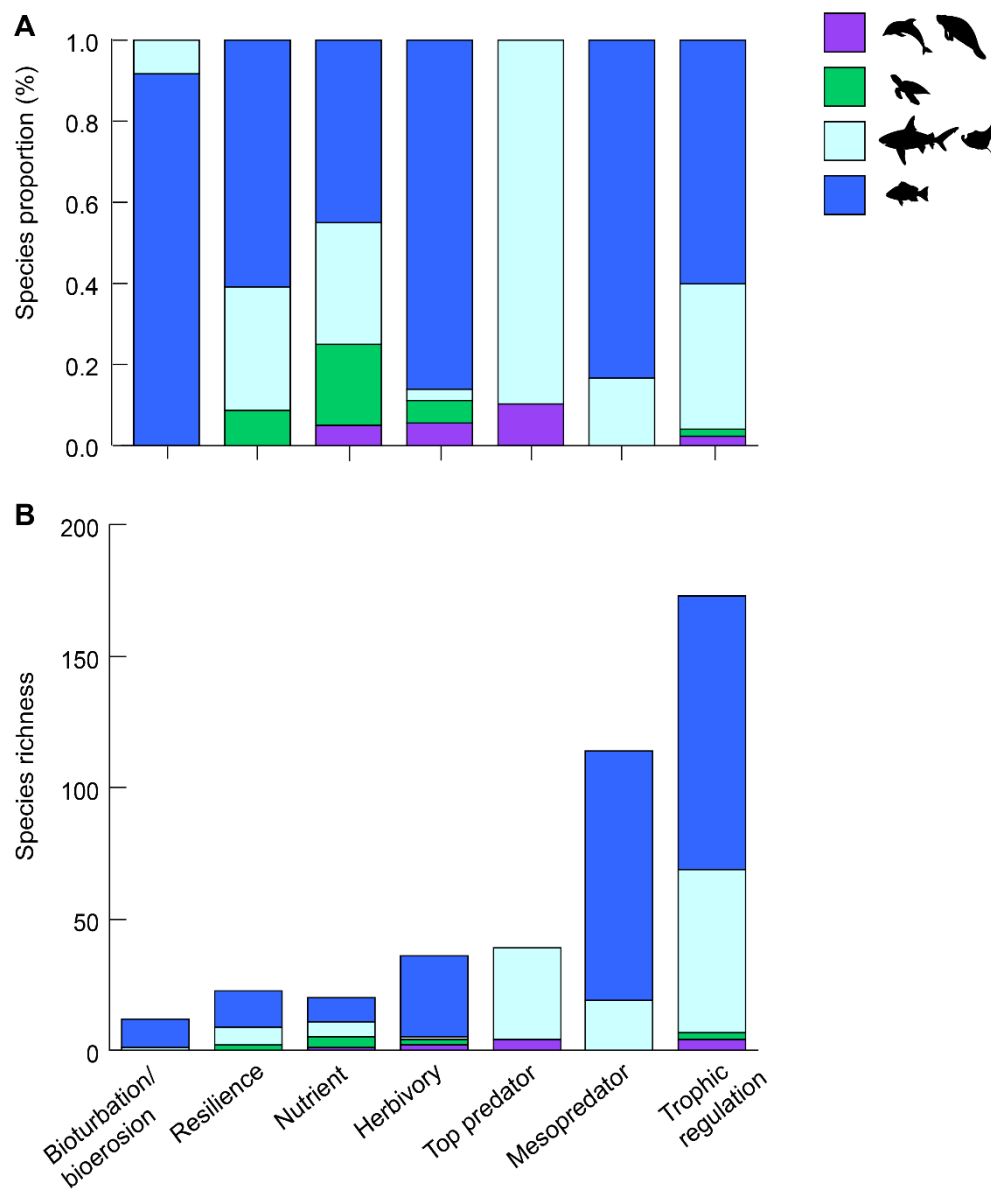 A
Species proportion (%)
1.0
0.8
0.6
0.4
0.2
0.0
B
Species richness
200
150
100
50
0
Bioturbation/
bioerosion
Resilience
Nutrient
Herbivory
Top predator
Mesopredator
Trophic
regulation